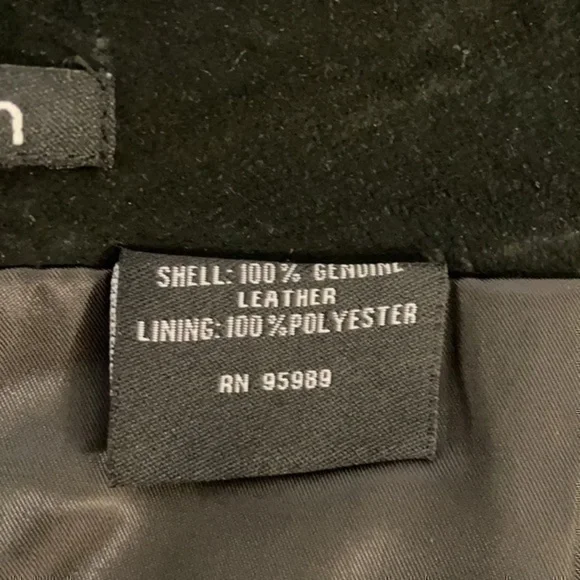 n
SHELL: 100% GENUINE
LEATHER
LINING: 100%POLYESTER
RN 95989